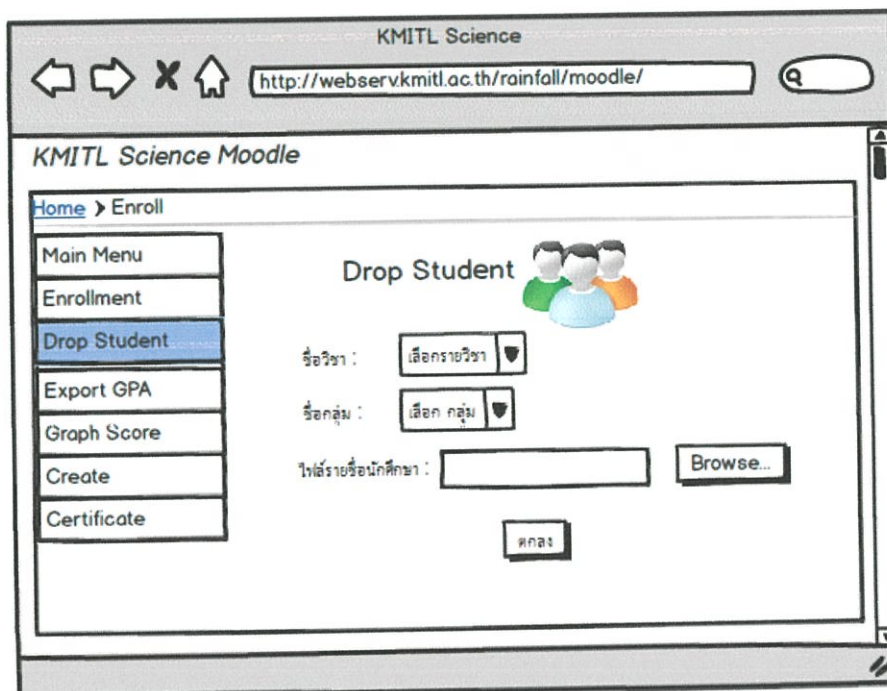 KMITL Science
http://webserv.kmitl.ac.th/rainfall/moodle/
KMITL Science Moodle
Home > Enroll
Main Menu
Enrollment
Drop Student
Export GPA
Graph Score
Create
Certificate
Drop Student
ชื่อวิชา : เลือกรายวิชา
ชื่อกลุ่ม : เลือก กลุ่ม
ไฟล์รายชื่อนักศึกษา : Browse...
ตกลง